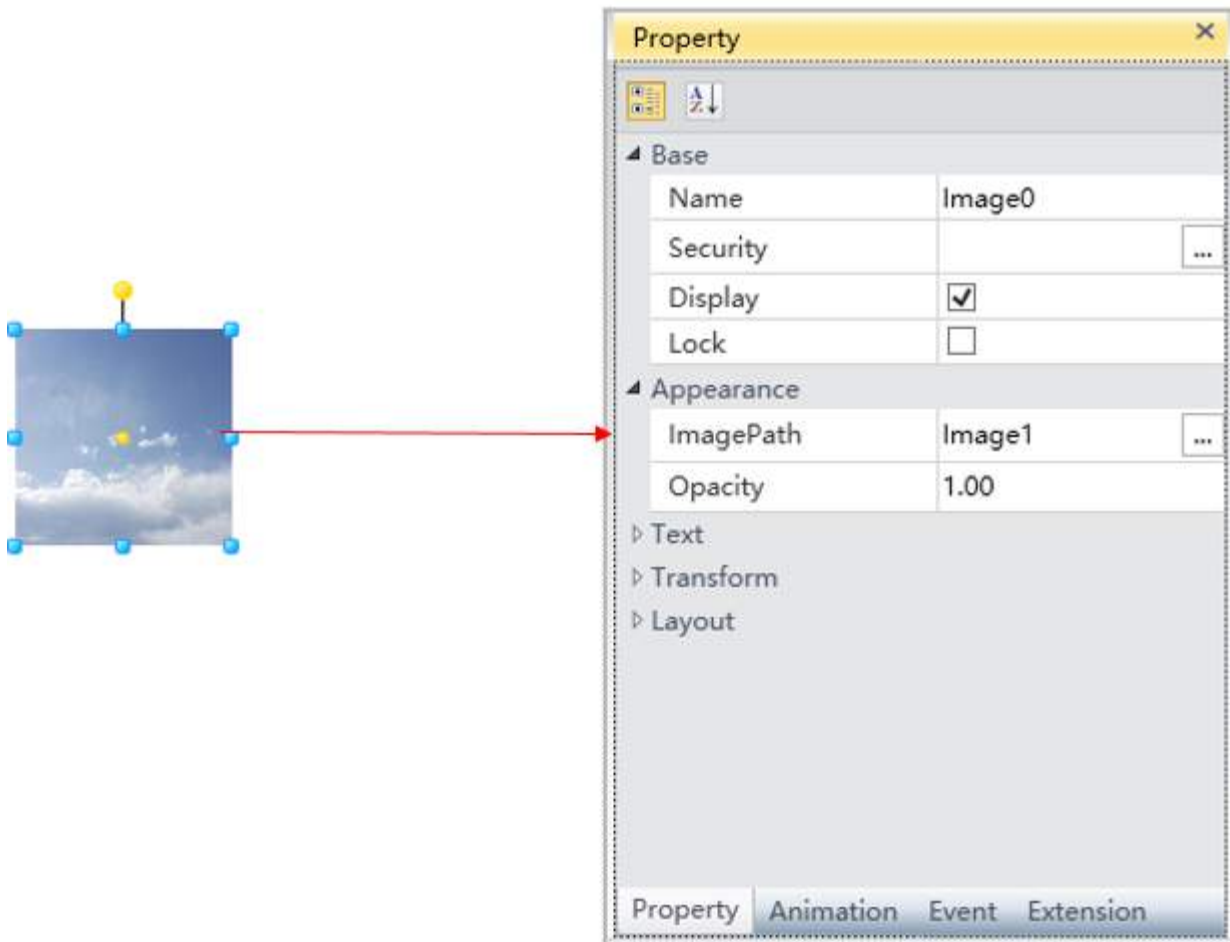 Property
Base
Name Image0
Security ...
Display
Lock
Appearance
ImagePath Image1 ...
Opacity 1.00
Text
Transform
Layout
Property Animation Event Extension